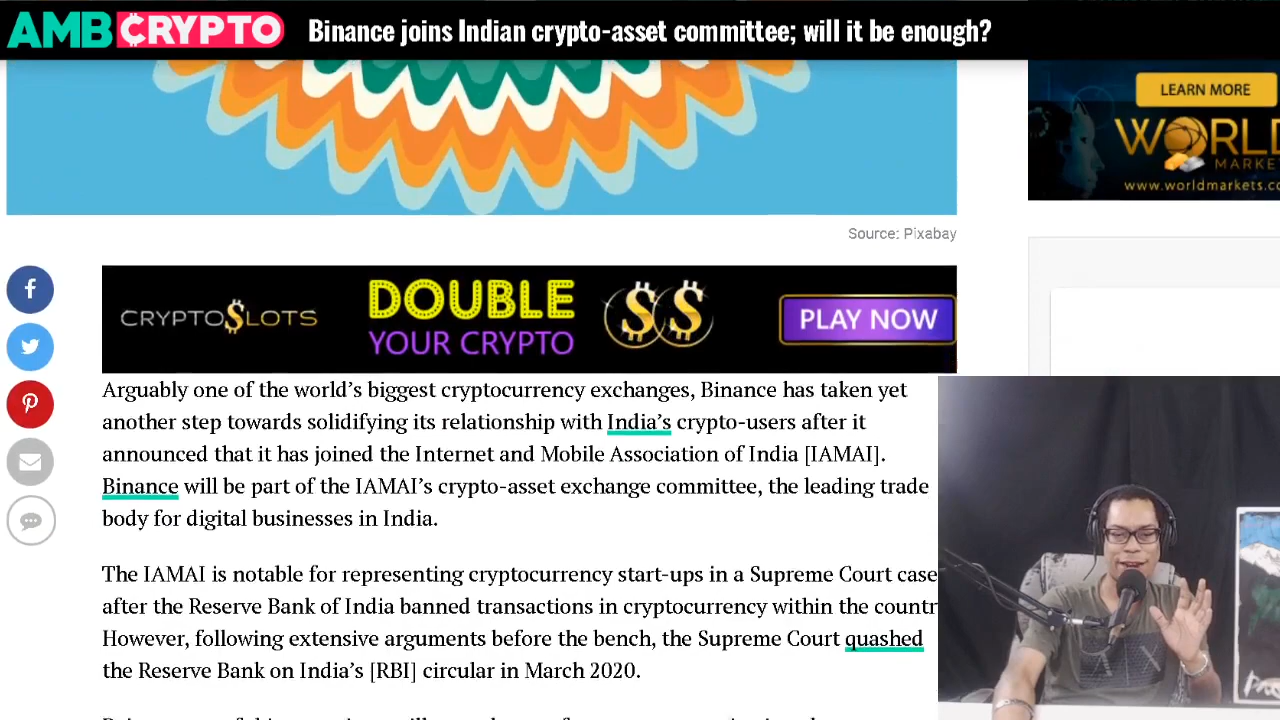 AMBCRYPTO
Binance joins Indian crypto-asset committee; will it be enough?
LEARN MORE
WORLD
MARKE
www.worldmarkets.co
Source: Pixabay
CRYPTO$LOTS
DOUBLE
YOUR CRYPTO
PLAY NOW
Arguably one of the world's biggest cryptocurrency exchanges, Binance has taken yet
another step towards solidifying its relationship with India's crypto-users after it
announced that it has joined the Internet and Mobile Association of India [IAMAI].
Binance will be part of the IAMAI's crypto-asset exchange committee, the leading trade
body for digital businesses in India.
The IAMAI is notable for representing cryptocurrency start-ups in a Supreme Court case
after the Reserve Bank of India banned transactions in cryptocurrency within the countr
However, following extensive arguments before the bench, the Supreme Court quashed
the Reserve Bank on India's [RBI] circular in March 2020.